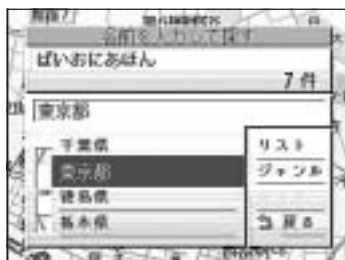 名前を入力して探す
ぱいおにあほん
7件
東京都
千葉県
リスト
東京都
ジャンル
徳島県
栃木県
戻る